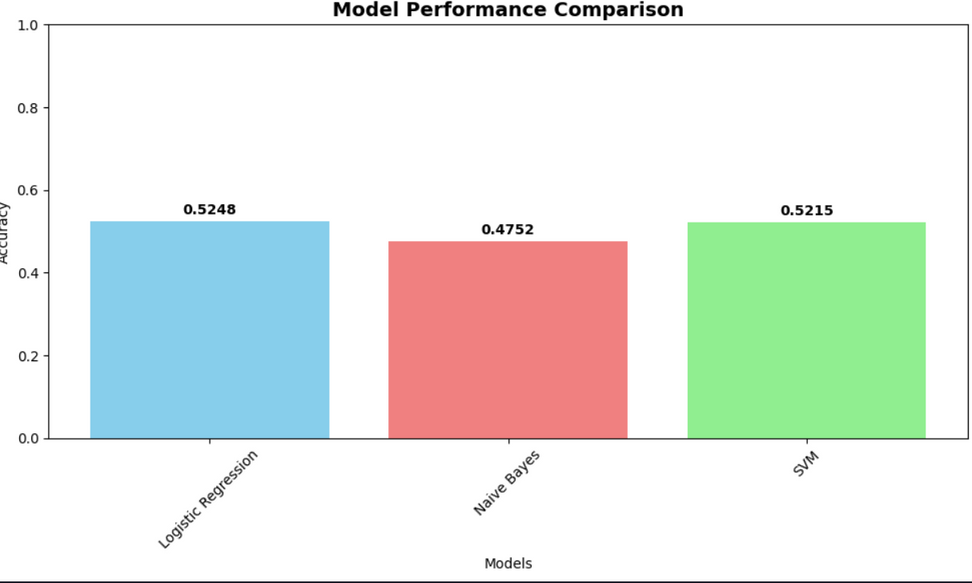 Model Performance Comparison
1.0
0.8
0.6
0.4
0.2
0.0
Accuracy
0.5248
0.4752
0.5215
Logistic Regression
Naive Bayes
SVM
Models